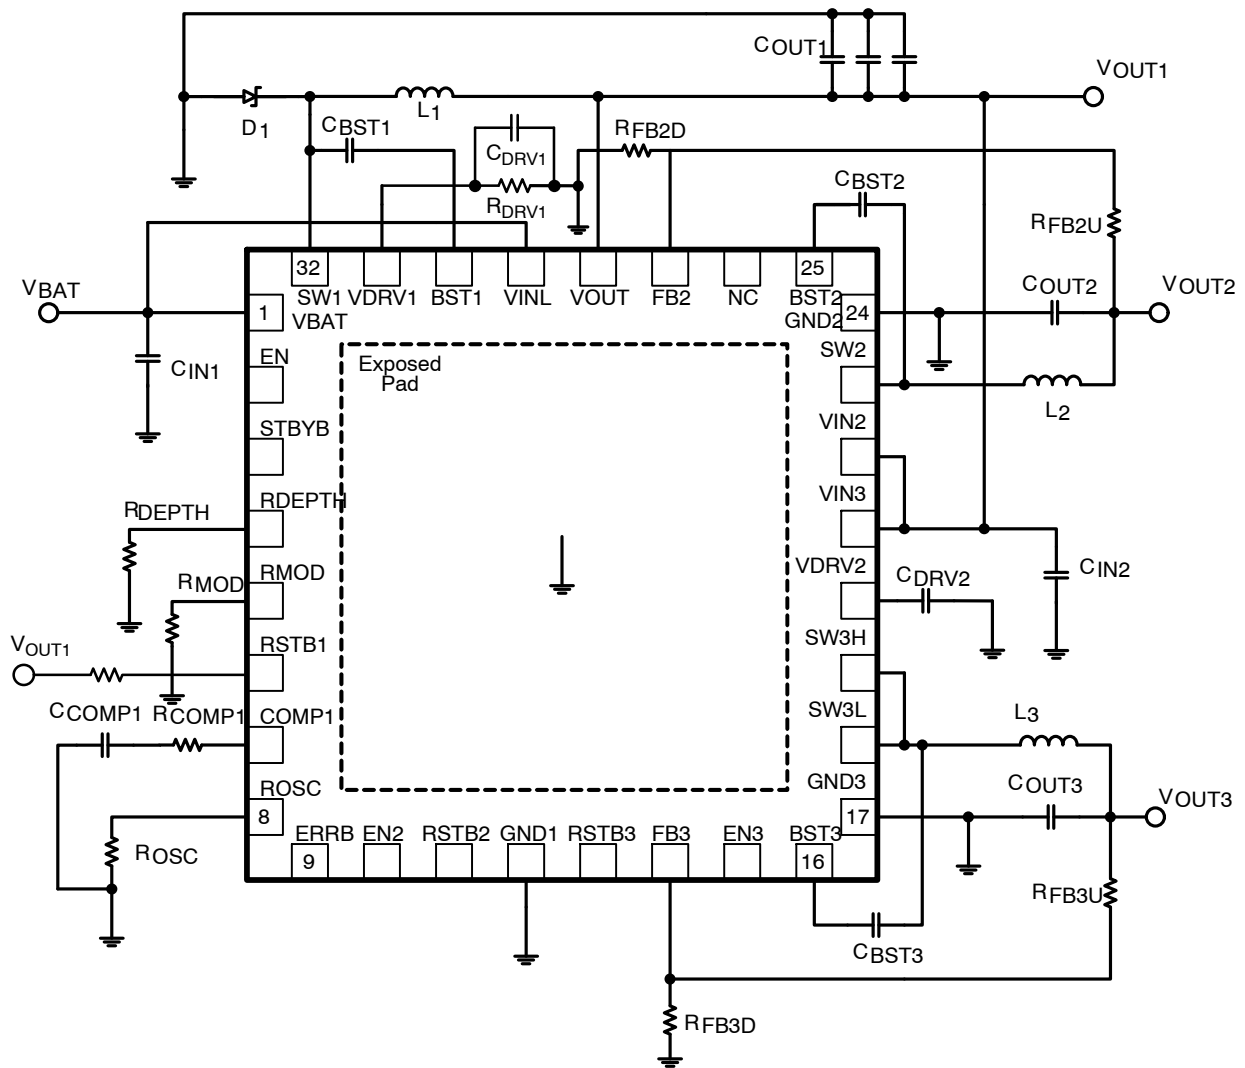 COUT1
VOUT1
D1
L1
CBST1
CDRV1
RDRV1
RFB2D
CBST2
RFB2U
32
25
SW1
VDRV1
BST1
VINL
VOUT
FB2
NC
BST2
VBAT
1
VBAT
GND2
24
COUT2
VOUT2
CIN1
EN
Exposed
Pad
SW2
L2
STBYB
VIN2
RDEPTH
RDEPTH
VIN3
RMOD
RMOD
VDRV2
CDRV2
CIN2
VOUT1
RSTB1
SW3H
CCOMP1
RCOMP1
COMP1
SW3L
L3
ROSC
8
GND3
17
COUT3
VOUT3
ROSC
ERRB
EN2
RSTB2
GND1
RSTB3
FB3
EN3
BST3
9
16
RFB3U
CBST3
RFB3D